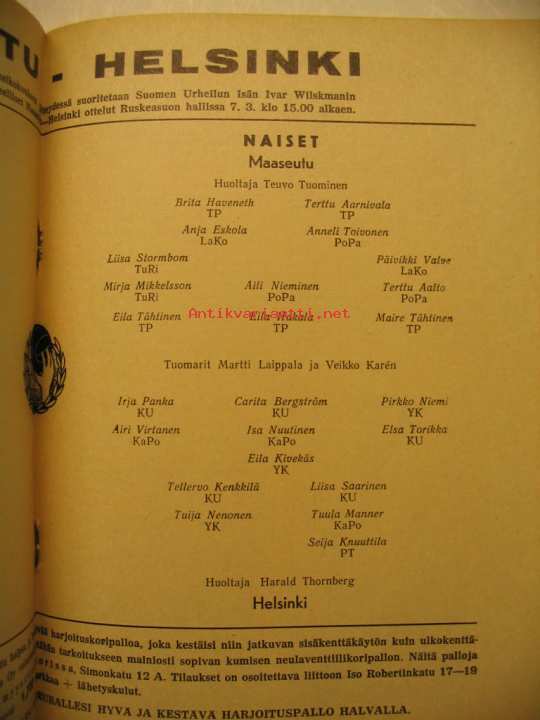 TU - HELSINKI
eydessä suoritetaan Suomen Urheilun Isän Ivar Wilskmanin
—Helsinki ottelut Ruskeasuon hallissa 7. 3. klo 15.00 alkaen.
NAISET
Maaseutu
Huoltaja Teuvo Tuominen
Brita Haveneth Terttu Aarnivala
TP TP
Anja Eskola Anneli Toivonen
LaKo PoPa
Liisa Stormbom Päivikki Valve
TuRi LaKo
Mirja Mikkelsson Aili Nieminen Terttu Aalto
TuRi PoPa PoPa
Antikvariaatti.net
Eila Tähtinen Eila Hakala Maire Tähtinen
TP TP TP
Tuomarit Martti Laippala ja Veikko Karén
Irja Panka Carita Bergström Pirkko Niemi
KU KU YK
Airi Virtanen Isa Nuutinen Elsa Torikka
KaPo KaPo KU
Eila Kivekäs
YK
Tellervo Kenkkilä Liisa Saarinen
KU KU
Tuija Nenonen Tuula Manner
YK KaPo
Seija Knuuttila
PT
Huoltaja Harald Thornberg
Helsinki
harjoituskoripalloa, joka kestäisi niin jatkuvan sisäkenttäkäytön kuin ulkokenttä-
tarkoitukseen mainiosti sopivan kumisen neulaventtiilikoripallon. Näitä palloja
Simonkatu 12 A. Tilaukset on osoitettava liittoon Iso Robertinkatu 17—19
+ lähetyskulut.
SEURALLESI HYVÄ JA KESTÄVÄ HARJOITUSPALLO HALVALLA.